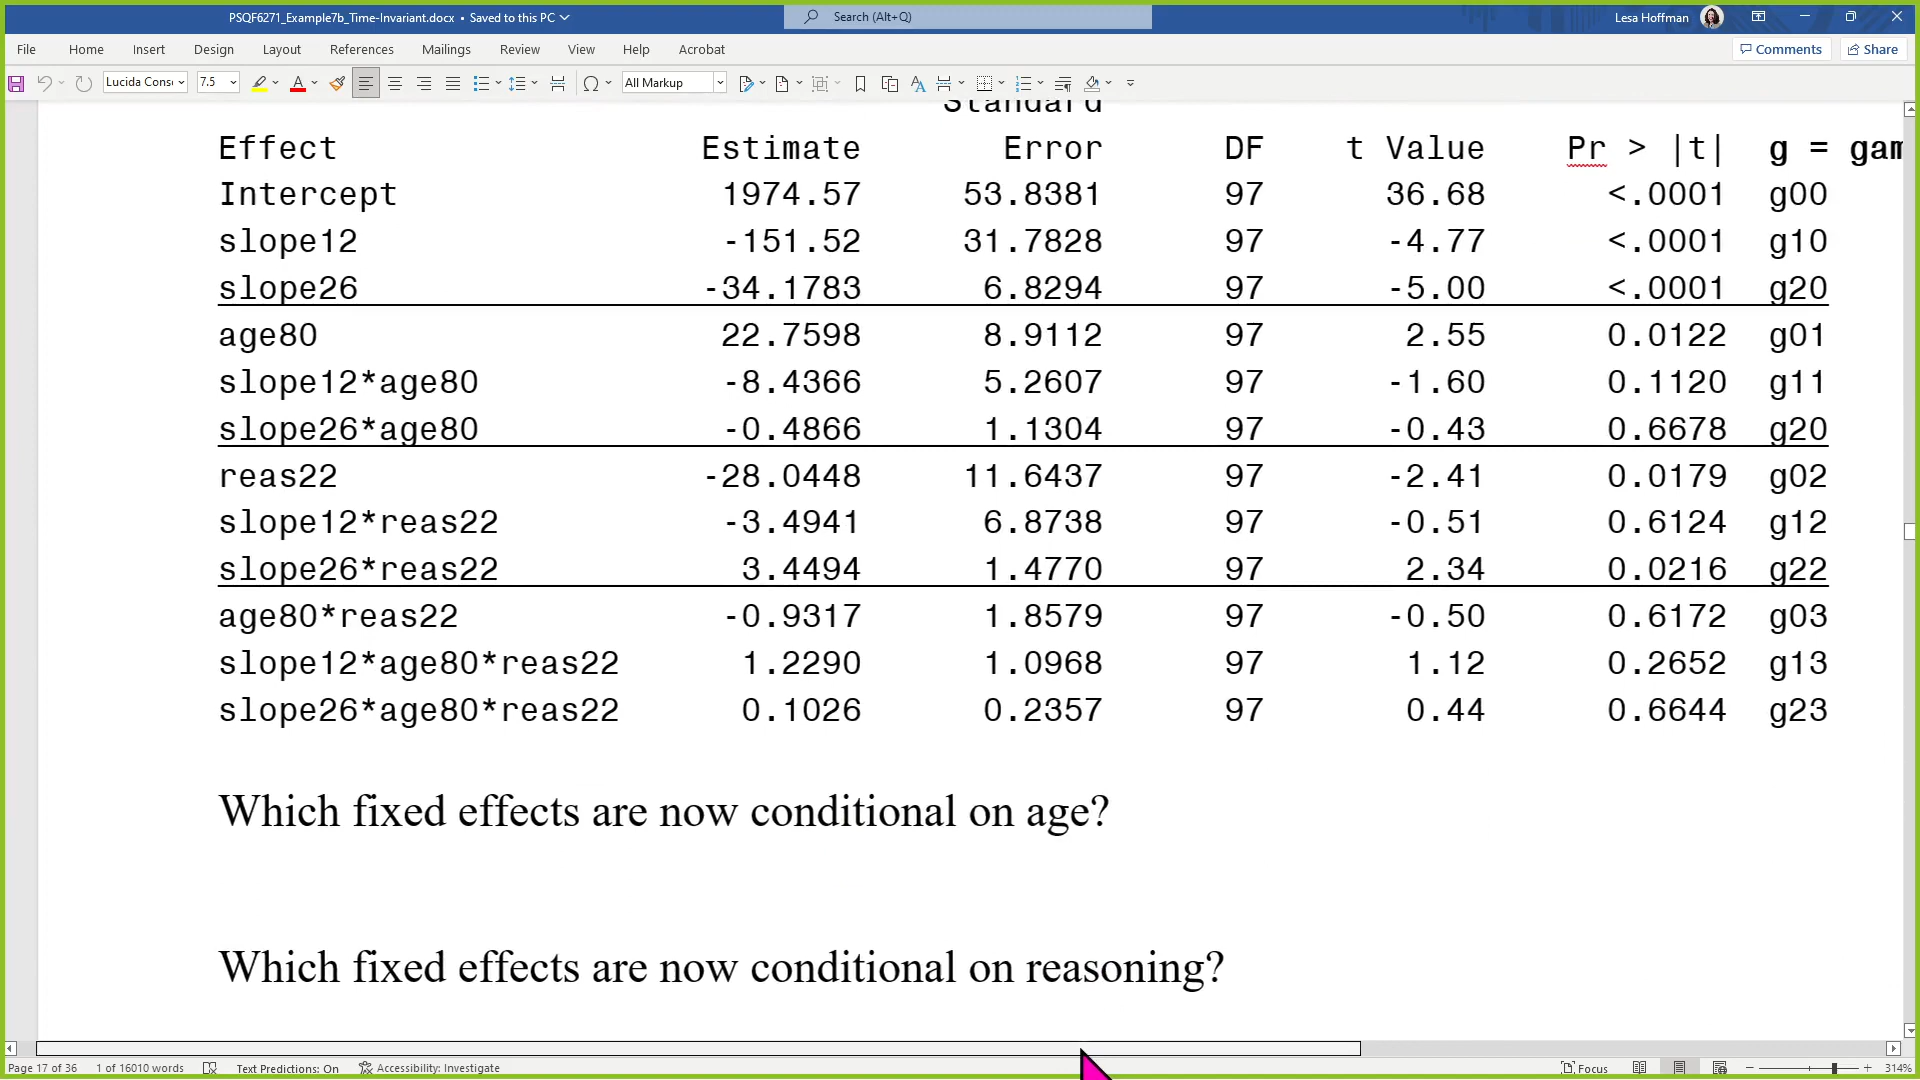 PSQF6271_Example7b_Time-Invariant.docx • Saved to this PC
Search (Alt+Q)
Lesa Hoffman
File Home Insert Design Layout References Mailings Review View Help Acrobat
Comments Share
Lucida Cons 7.5 All Markup
Standard
Effect Estimate Error DF t Value Pr > |t| g = gam
Intercept 1974.57 53.8381 97 36.68 <.0001 g00
slope12 -151.52 31.7828 97 -4.77 <.0001 g10
slope26 -34.1783 6.8294 97 -5.00 <.0001 g20
age80 22.7598 8.9112 97 2.55 0.0122 g01
slope12*age80 -8.4366 5.2607 97 -1.60 0.1120 g11
slope26*age80 -0.4866 1.1304 97 -0.43 0.6678 g20
reas22 -28.0448 11.6437 97 -2.41 0.0179 g02
slope12*reas22 -3.4941 6.8738 97 -0.51 0.6124 g12
slope26*reas22 3.4494 1.4770 97 2.34 0.0216 g22
age80*reas22 -0.9317 1.8579 97 -0.50 0.6172 g03
slope12*age80*reas22 1.2290 1.0968 97 1.12 0.2652 g13
slope26*age80*reas22 0.1026 0.2357 97 0.44 0.6644 g23
Which fixed effects are now conditional on age?
Which fixed effects are now conditional on reasoning?
Page 17 of 36 1 of 16010 words Text Predictions: On Accessibility: Investigate Focus 314%